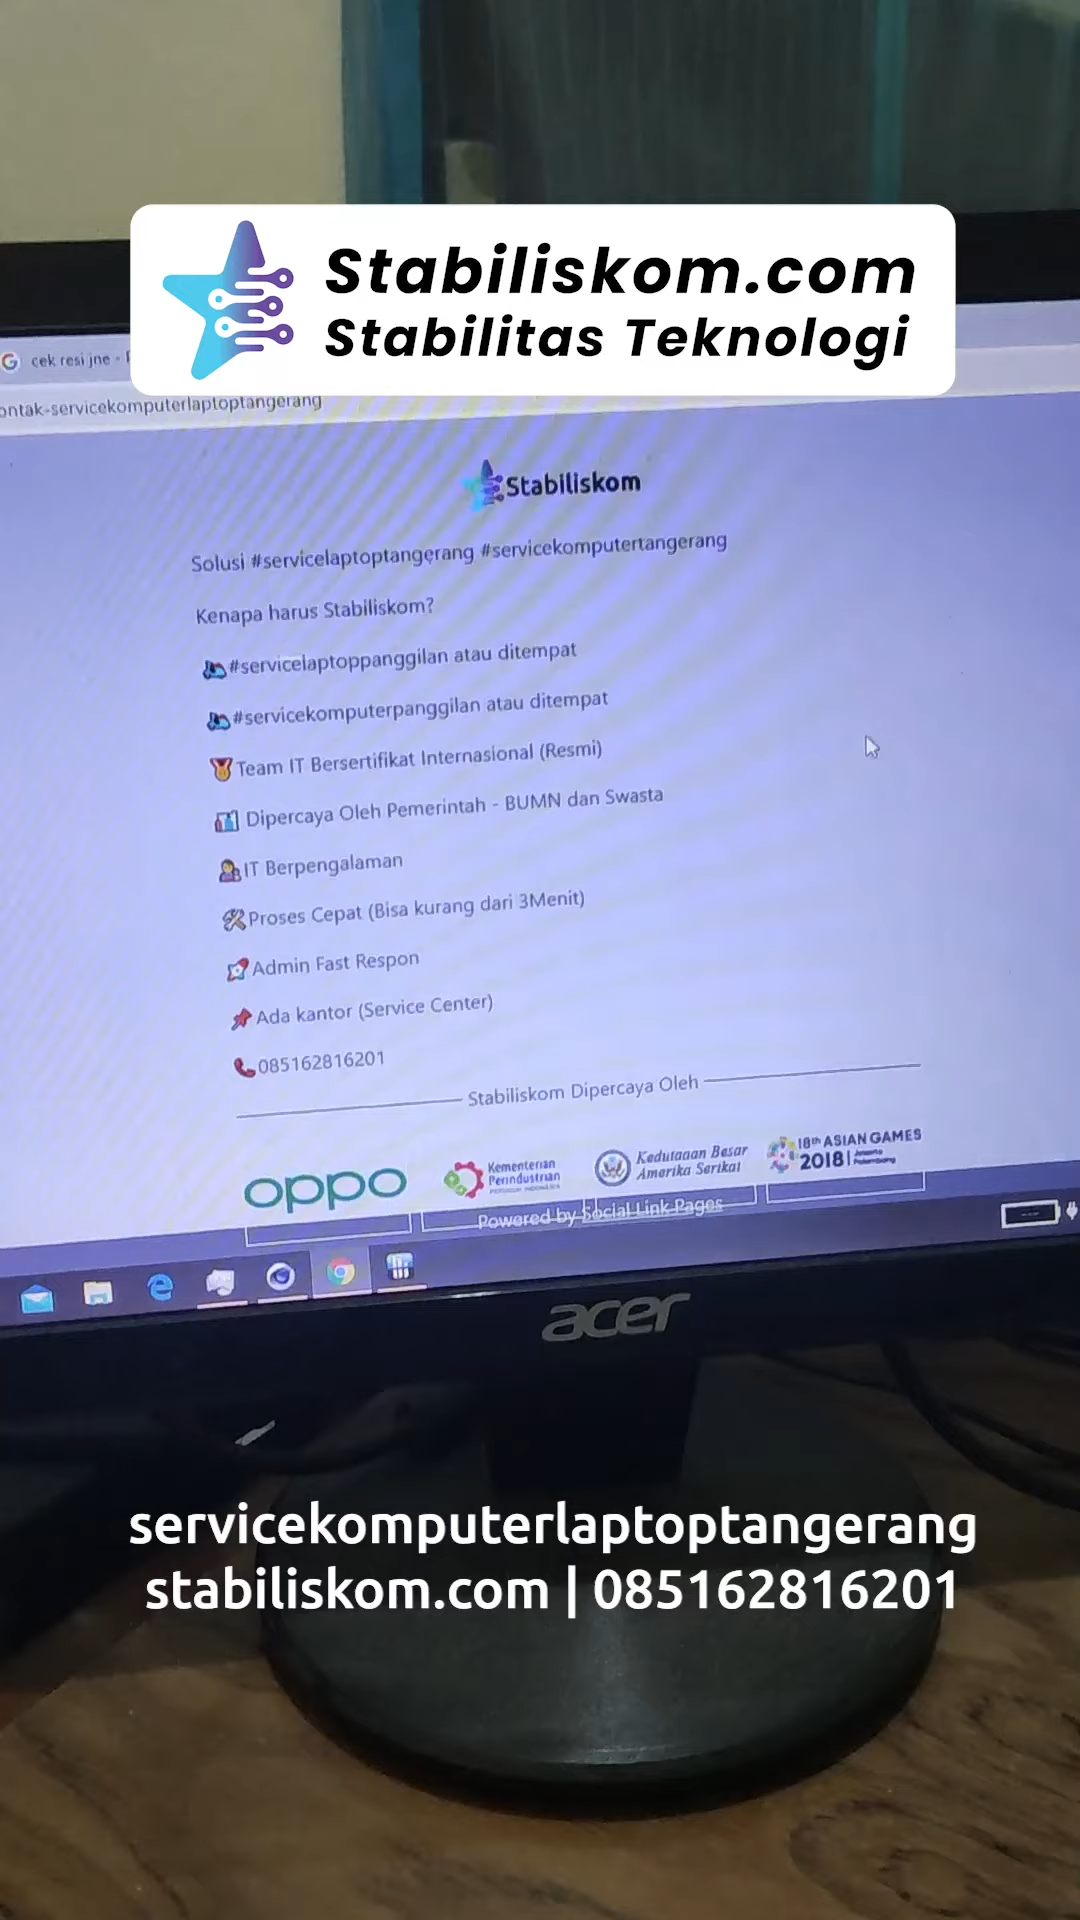 Stabiliskom.com
Stabilitas Teknologi
cek resi jne -
ontak-servicekomputerlaptoptangerang
Stabiliskom
Solusi #servicelaptoptangerang #servicekomputertangerang
Kenapa harus Stabiliskom?
#servicelaptoppanggilan atau ditempat
#servicekomputerpanggilan atau ditempat
Team IT Bersertifikat Internasional (Resmi)
Dipercaya Oleh Pemerintah - BUMN dan Swasta
IT Berpengalaman
Proses Cepat (Bisa kurang dari 3Menit)
Admin Fast Respon
Ada kantor (Service Center)
085162816201
Stabiliskom Dipercaya Oleh
oppo
Kementerian
Perindustrian
Kedutaaan Besar
Amerika Serikat
18th ASIAN GAMES
2018
Powered by Social Link Pages
acer
servicekomputerlaptoptangerang
stabiliskom.com | 085162816201